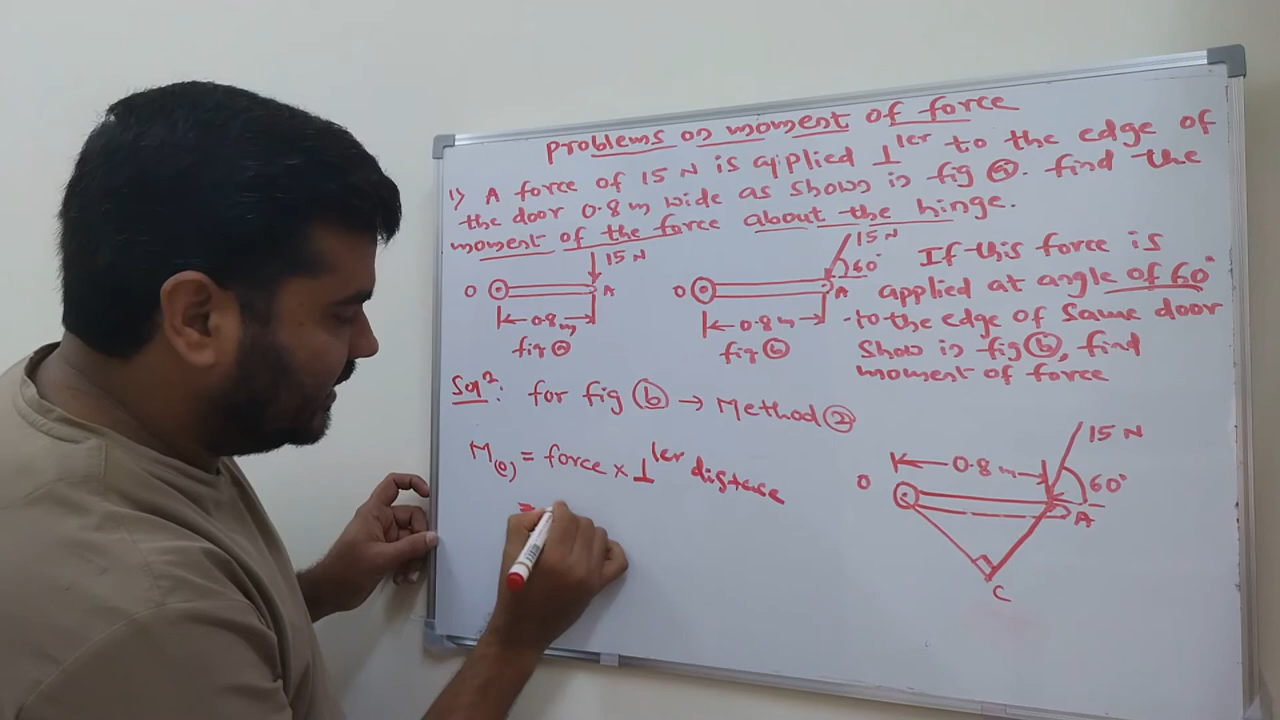 Problems on moment of force
1) A force of 15 N is applied ⊥ler to the edge of
the door 0.8 m wide as shown in fig ⓐ. find the
moment of the force about the hinge.
15 N
O
A
0.8 m
fig ⓐ
15 N
60°
O
A
0.8 m
fig ⓑ
If this force is
applied at angle of 60°
to the edge of same door
show in fig ⓑ, find
moment of force
Solⁿ: for fig ⓑ → Method ②
M(o) = force × ⊥ler distance
=
15 N
0.8 m
60°
O
A
C